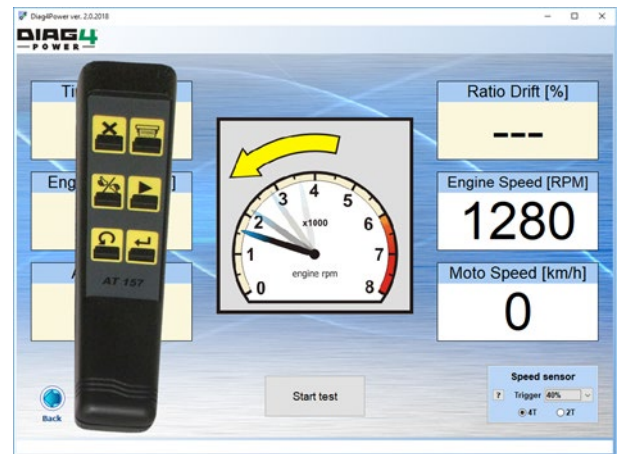 Diag4Power ver. 2.0.2018
DIAG4
POWER
Ratio Drift [%]
---
Engine Speed [RPM]
1280
Moto Speed [km/h]
0
0 1 2 3 4 5 6 7 8
x1000
engine rpm
AT 157
Start test
Back
Speed sensor
? Trigger 40%
4T 2T